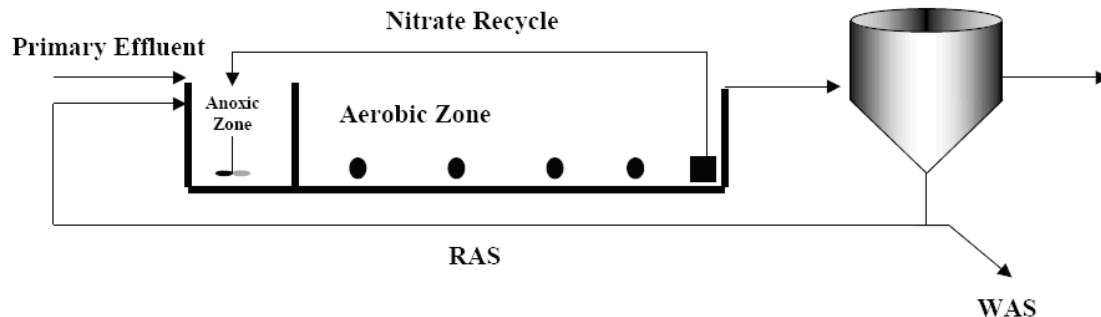 Nitrate Recycle
Primary Effluent
Anoxic
Zone
Aerobic Zone
RAS
WAS